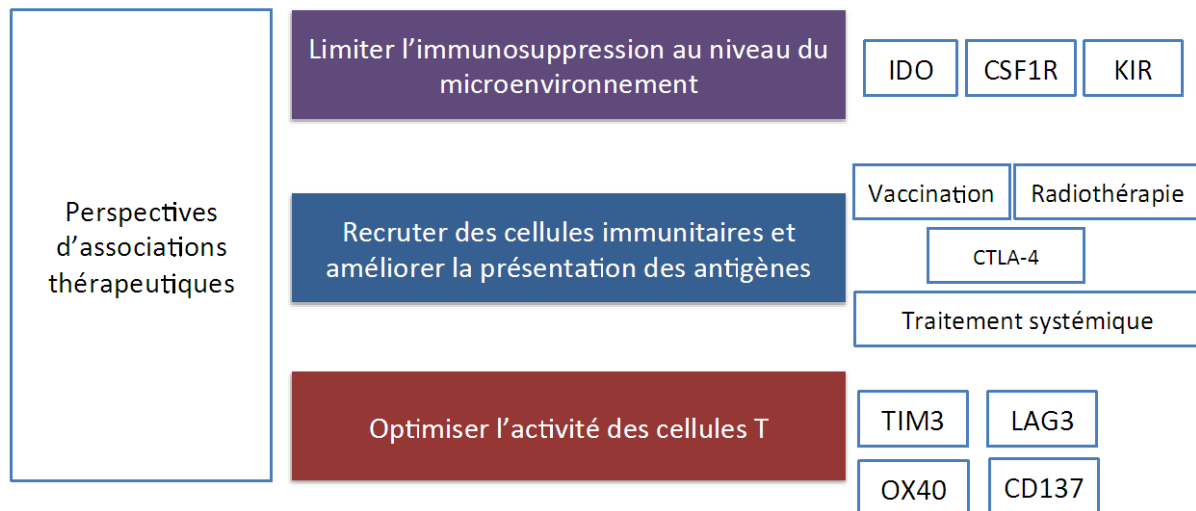 Perspectives
d’associations
thérapeutiques
Limiter l’immunosuppression au niveau du
microenvironnement
IDO
CSF1R
KIR
Recruter des cellules immunitaires et
améliorer la présentation des antigènes
Vaccination
Radiothérapie
CTLA-4
Traitement systémique
Optimiser l’activité des cellules T
TIM3
LAG3
OX40
CD137